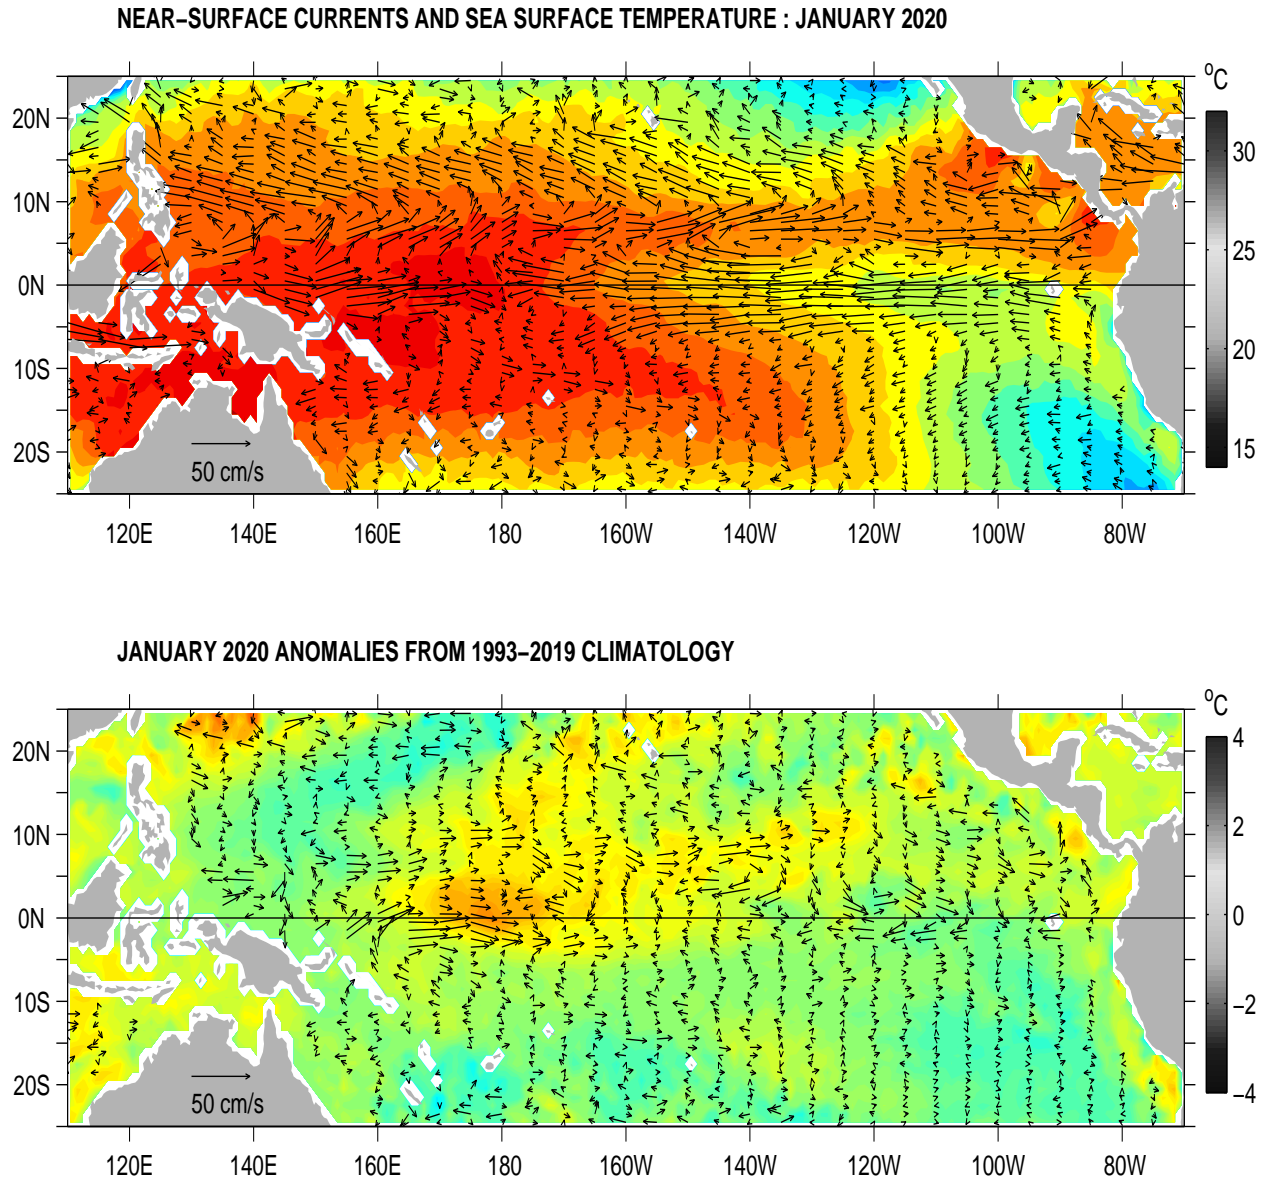 NEAR−SURFACE CURRENTS AND SEA SURFACE TEMPERATURE : JANUARY 2020
oC
20N
10N
0N
10S
20S
30
25
20
15
50 cm/s
120E 140E 160E 180 160W 140W 120W 100W 80W
JANUARY 2020 ANOMALIES FROM 1993−2019 CLIMATOLOGY
oC
20N
10N
0N
10S
20S
4
2
0
−2
−4
50 cm/s
120E 140E 160E 180 160W 140W 120W 100W 80W